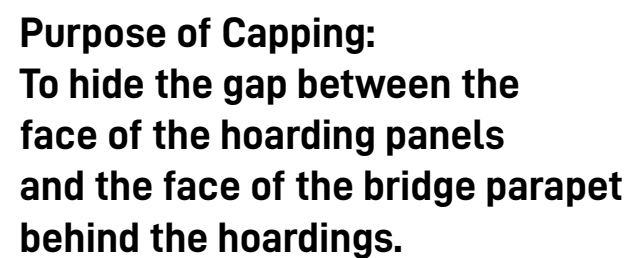 Purpose of Capping:
To hide the gap between the
face of the hoarding panels
and the face of the bridge parapet
behind the hoardings.